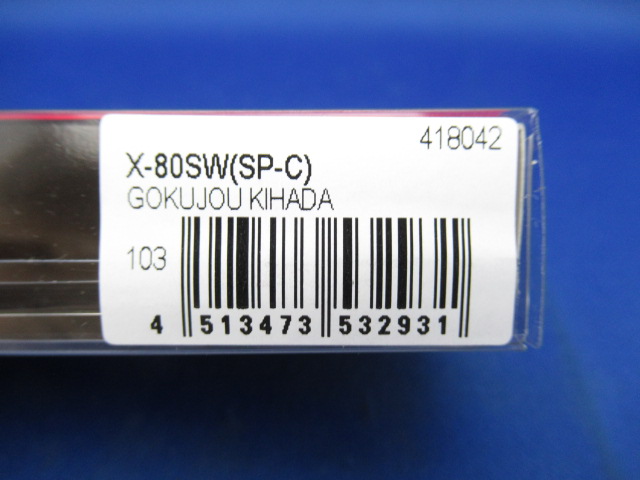 418042
X-80SW(SP-C)
GOKUJOU KIHADA
103
4 513473 532931